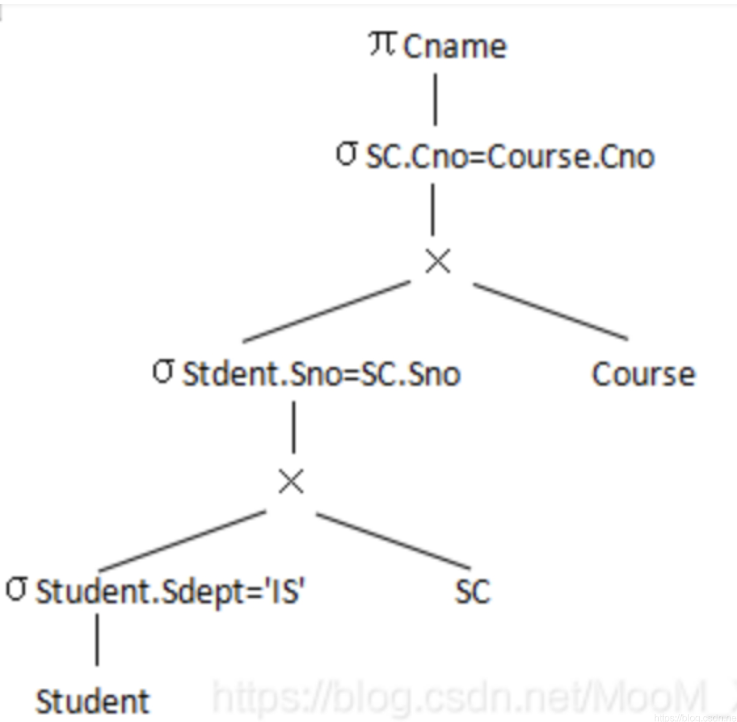 π Cname
σ SC.Cno=Course.Cno
×
σ Stdent.Sno=SC.Sno
Course
×
σ Student.Sdept='IS'
SC
Student
https://blog.csdn.net/MooM_